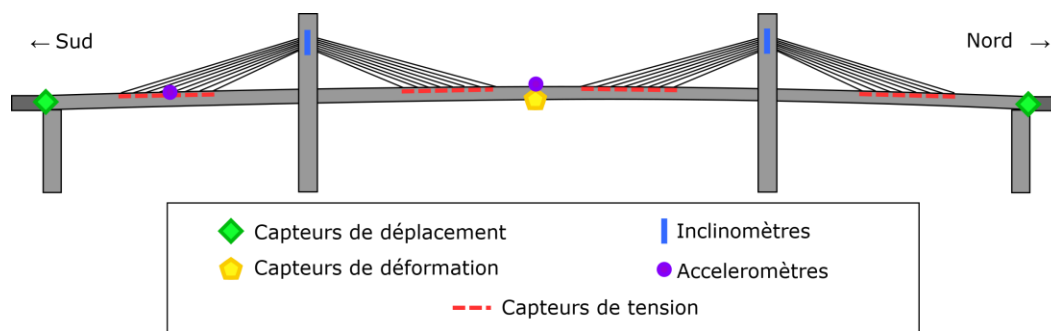 ← Sud
Nord →
Capteurs de déplacement
Inclinomètres
Capteurs de déformation
Acceleromètres
Capteurs de tension